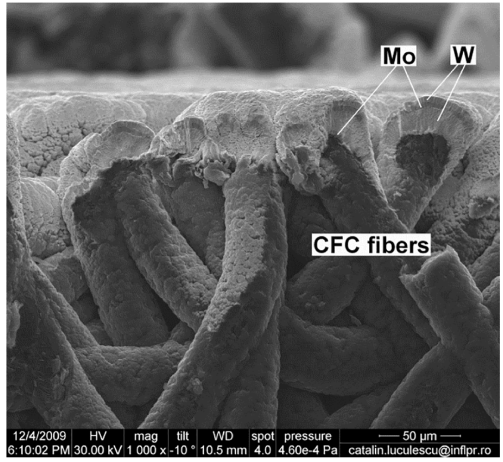 Mo W
CFC fibers
12/4/2009 HV mag tilt WD spot pressure 50 µm
6:10:02 PM 30.00 kV 1 000 x -10 ° 10.5 mm 4.0 4.60e-4 Pa catalin.luculescu@inflpr.ro